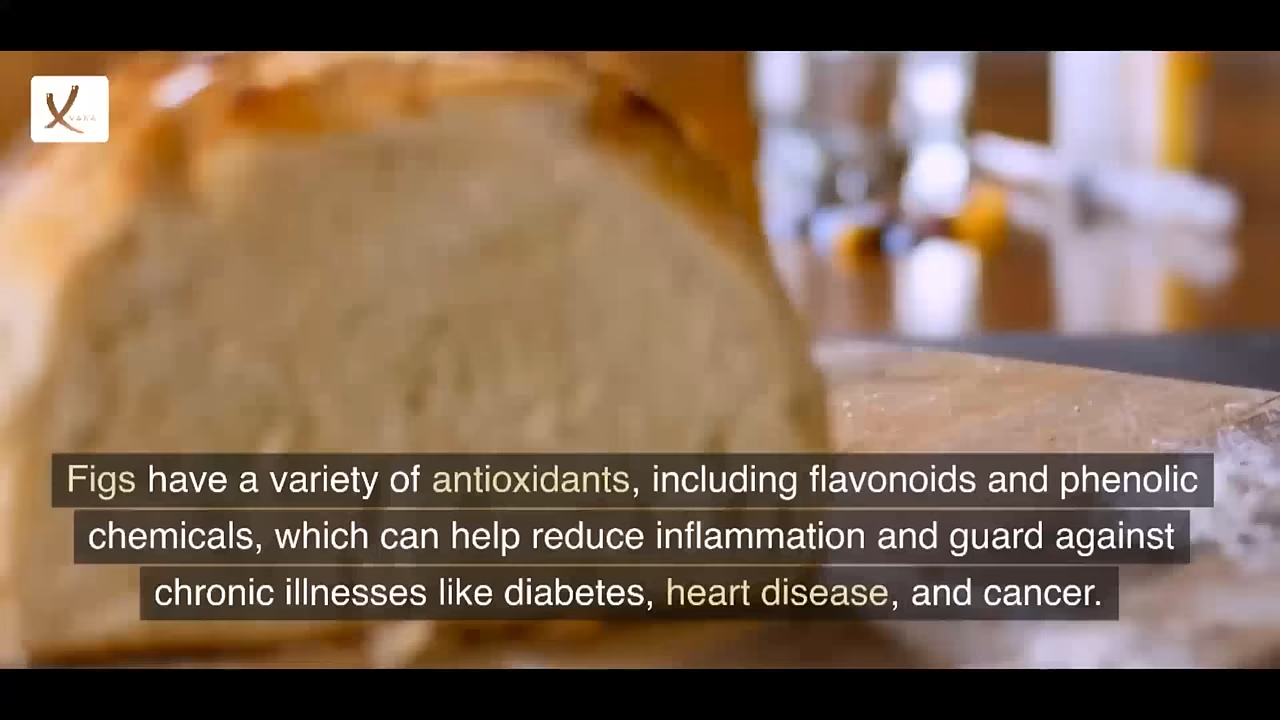 Figs have a variety of antioxidants, including flavonoids and phenolic
chemicals, which can help reduce inflammation and guard against
chronic illnesses like diabetes, heart disease, and cancer.